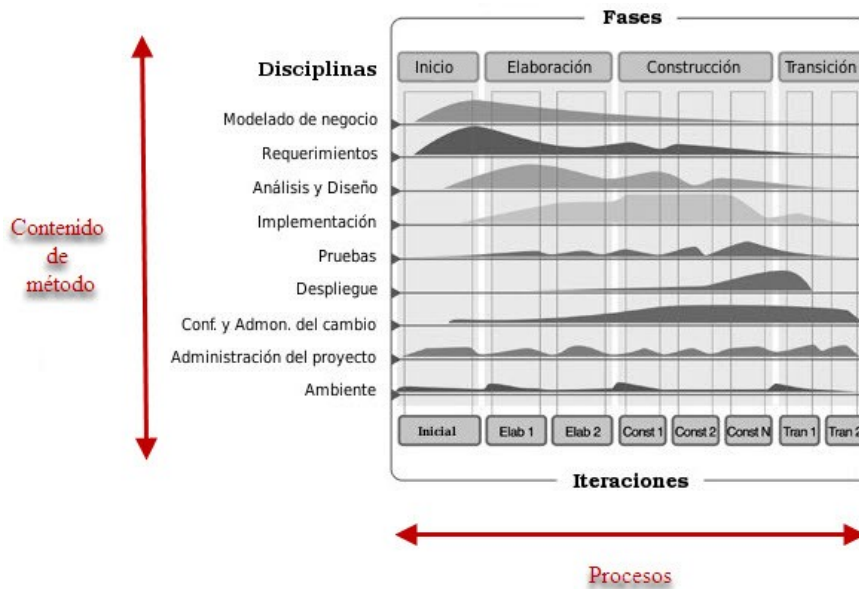 Fases
Disciplinas
Inicio
Elaboración
Construcción
Transición
Modelado de negocio
Requerimientos
Análisis y Diseño
Implementación
Pruebas
Despliegue
Conf. y Admon. del cambio
Administración del proyecto
Ambiente
Contenido
de
método
Inicial
Elab 1
Elab 2
Const 1
Const 2
Const N
Tran 1
Tran 2
Iteraciones
Procesos